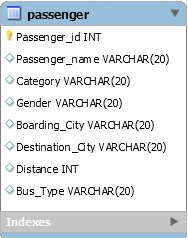 passenger
Passenger_id INT
Passenger_name VARCHAR(20)
Category VARCHAR(20)
Gender VARCHAR(20)
Boarding_City VARCHAR(20)
Destination_City VARCHAR(20)
Distance INT
Bus_Type VARCHAR(20)
Indexes